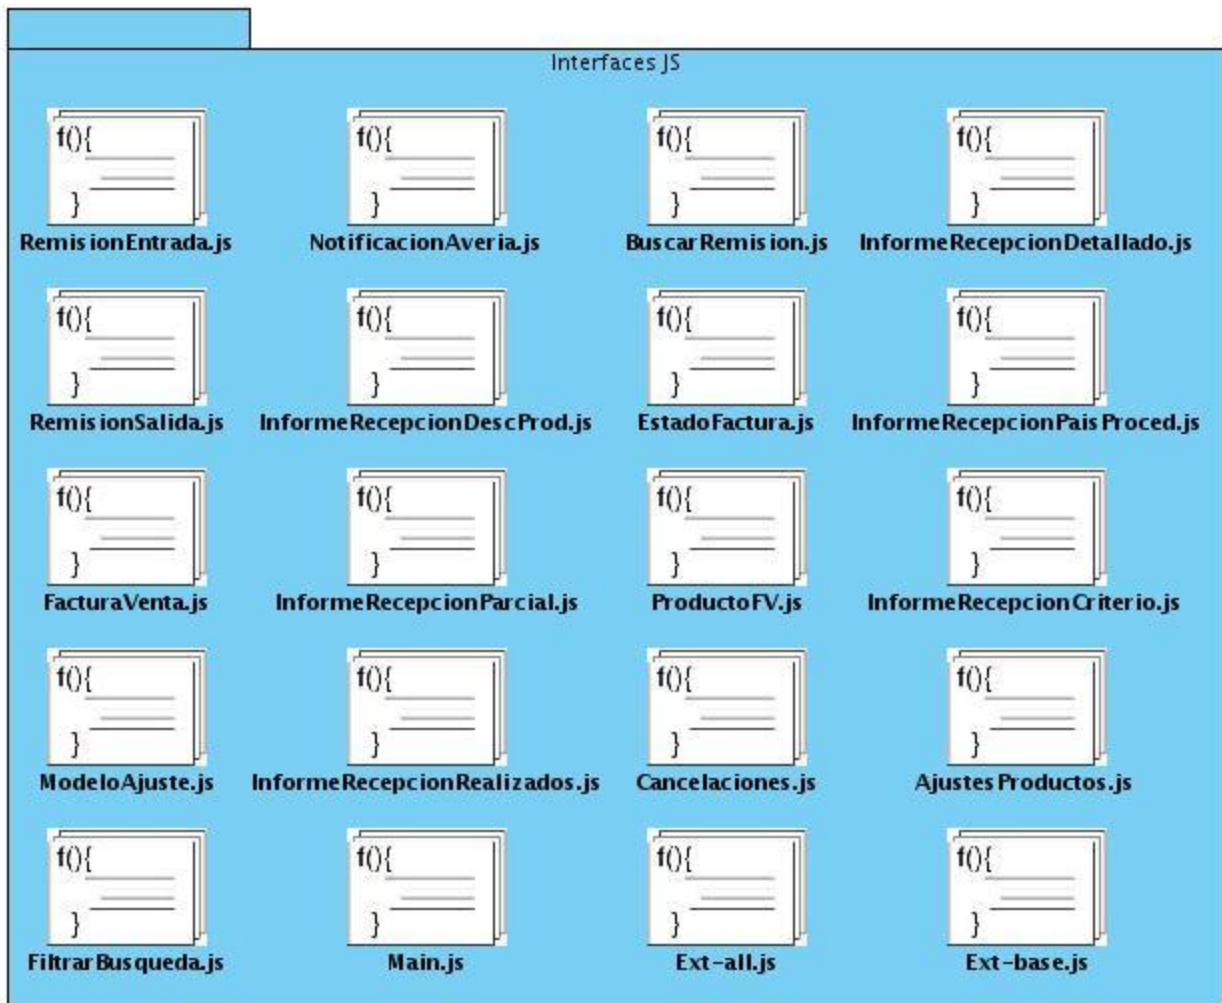 Interfaces JS
f(){ f(){ f(){ f(){
} } } }
RemisionEntrada.js NotificacionAveria.js BuscarRemision.js InformeRecepcionDetallado.js
f(){ f(){ f(){ f(){
} } } }
RemisionSalida.js InformeRecepcionDescProd.js EstadoFactura.js InformeRecepcionPaisProced.js
f(){ f(){ f(){ f(){
} } } }
FacturaVenta.js InformeRecepcionParcial.js ProductoFV.js InformeRecepcionCriterio.js
f(){ f(){ f(){ f(){
} } } }
ModeloAjuste.js InformeRecepcionRealizados.js Cancelaciones.js AjustesProductos.js
f(){ f(){ f(){ f(){
} } } }
FiltrarBusqueda.js Main.js Ext-all.js Ext-base.js